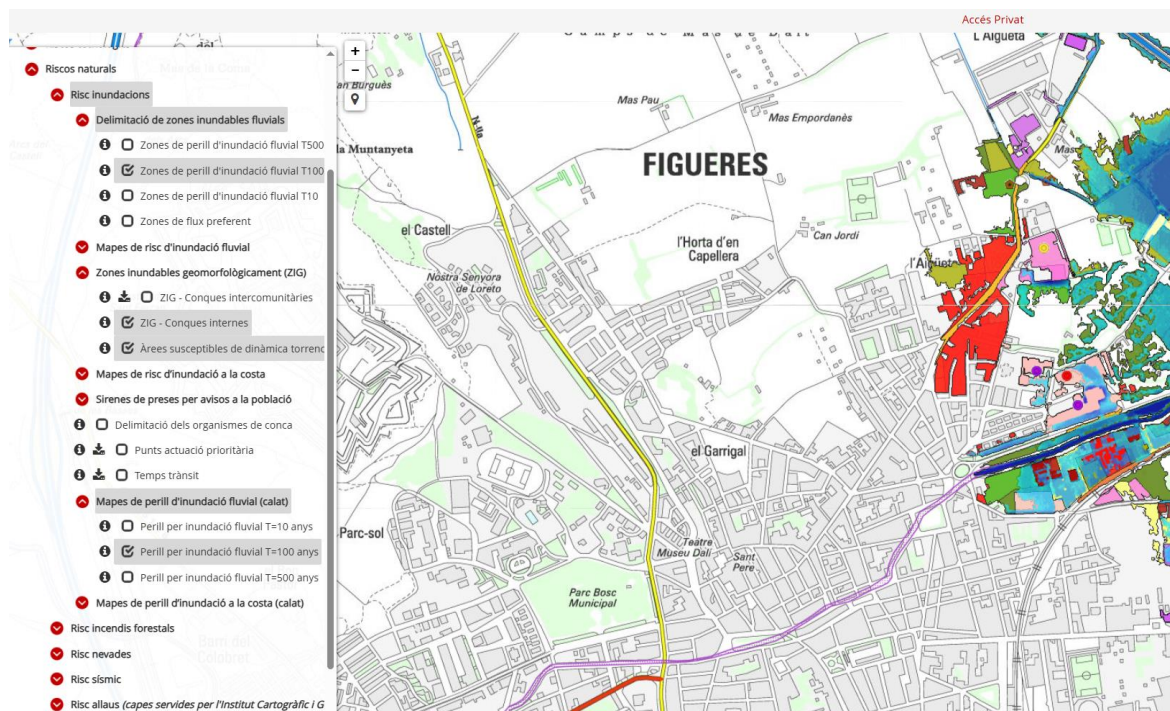 Accés Privat
Riscos naturals
Risc inundacions
Delimitació de zones inundables fluvials
Zones de perill d'inundació fluvial T500
Zones de perill d'inundació fluvial T100
Zones de perill d'inundació fluvial T10
Zones de flux preferent
Mapes de risc d'inundació fluvial
Zones inundables geomorfològicament (ZIG)
ZIG - Conques intercomunitàries
ZIG - Conques internes
Àrees susceptibles de dinàmica torrenc
Mapes de risc d'inundació a la costa
Sirenes de preses per avisos a la població
Delimitació dels organismes de conca
Punts actuació prioritària
Temps trànsit
Mapes de perill d'inundació fluvial (calat)
Perill per inundació fluvial T=10 anys
Perill per inundació fluvial T=100 anys
Perill per inundació fluvial T=500 anys
Mapes de perill d'inundació a la costa (calat)
Risc incendis forestals
Risc nevades
Risc sísmic
Risc allaus (capes servides per l'Institut Cartogràfic i G
+
−
L'Aigueta
an Burguès
Mas Pau
Mas Empordanès
N-IIa
la Muntanyeta
Mas
FIGUERES
el Castell
l'Horta d'en
Capellera
Can Jordi
l'Aigüeta
Nostra Senyora
de Loreto
el Garrigal
Parc-sol
Teatre
Museu Dalí
Sant
Pere
Parc Bosc
Municipal
Barri del
Colobret